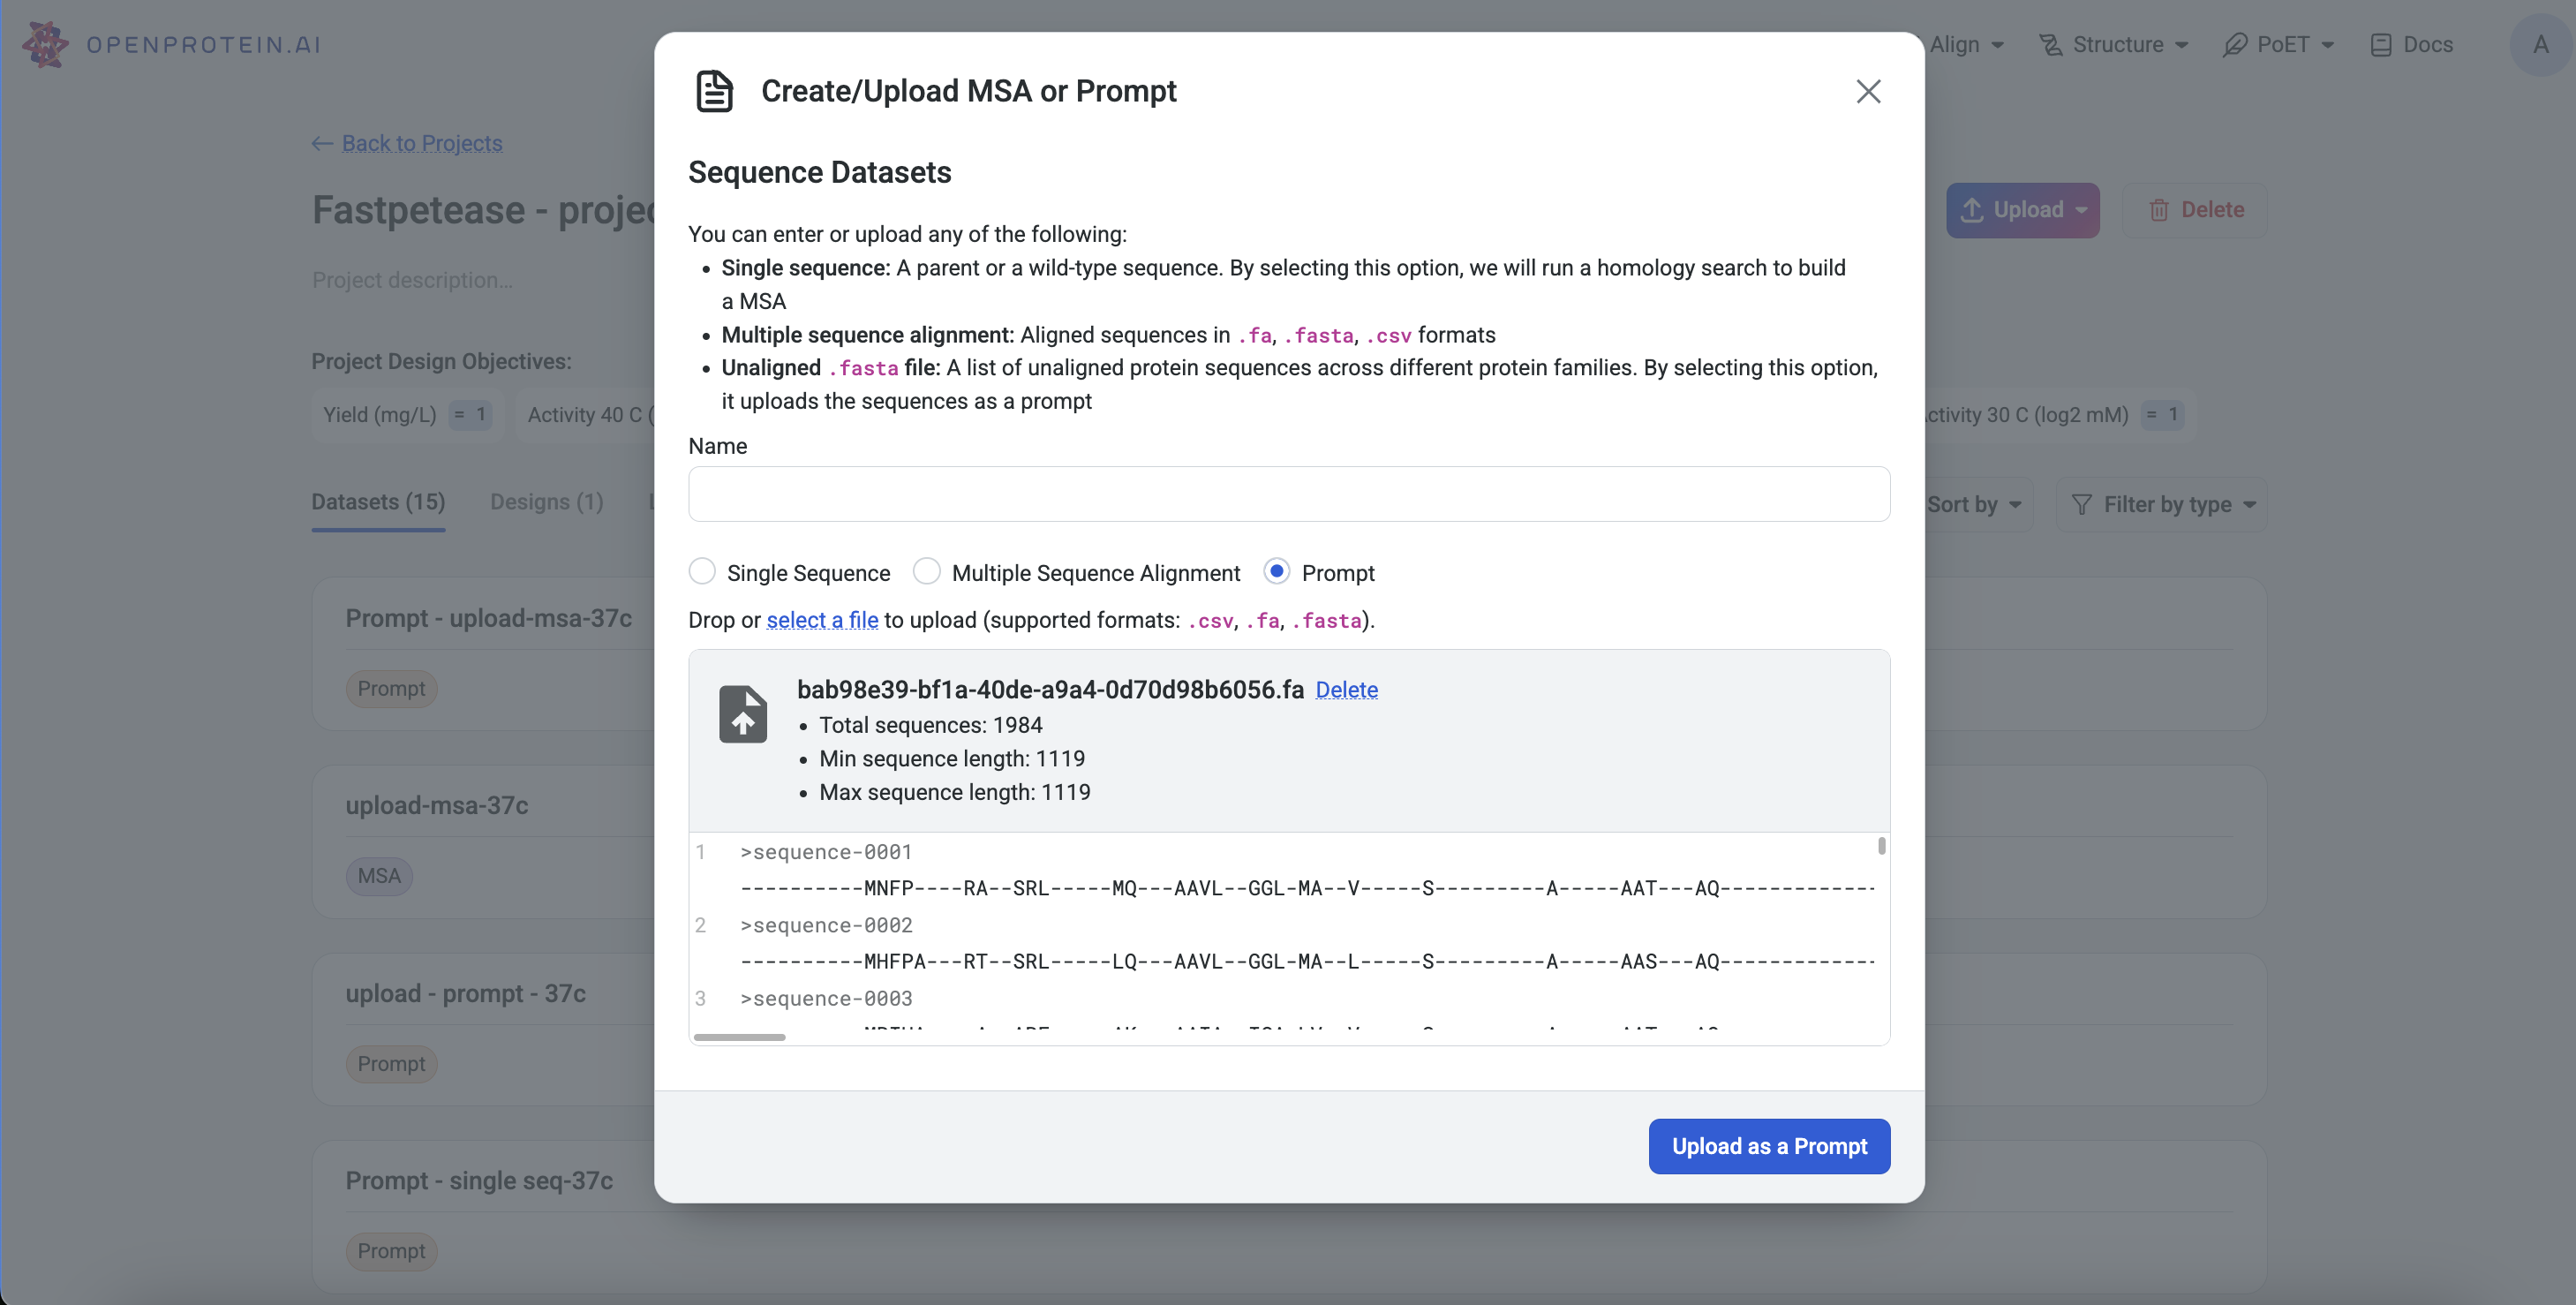 OPENPROTEIN.AI
Align
Structure
PoET
Docs
A
← Back to Projects
Fastpetease - projec
Upload
Delete
Project description...
Project Design Objectives:
Yield (mg/L) = 1
Activity 40 C (
ctivity 30 C (log2 mM) = 1
Datasets (15)
Designs (1)
Sort by
Filter by type
Prompt - upload-msa-37c
Prompt
upload-msa-37c
MSA
upload - prompt - 37c
Prompt
Prompt - single seq-37c
Prompt
Create/Upload MSA or Prompt
Sequence Datasets
You can enter or upload any of the following:
• Single sequence: A parent or a wild-type sequence. By selecting this option, we will run a homology search to build
a MSA
• Multiple sequence alignment: Aligned sequences in .fa, .fasta, .csv formats
• Unaligned .fasta file: A list of unaligned protein sequences across different protein families. By selecting this option,
it uploads the sequences as a prompt
Name
Single Sequence
Multiple Sequence Alignment
Prompt
Drop or select a file to upload (supported formats: .csv, .fa, .fasta).
bab98e39-bf1a-40de-a9a4-0d70d98b6056.fa Delete
• Total sequences: 1984
• Min sequence length: 1119
• Max sequence length: 1119
1 >sequence-0001
----------MNFP----RA--SRL-----MQ---AAVL--GGL-MA--V-----S---------A-----AAT---AQ-------------
2 >sequence-0002
----------MHFPA---RT--SRL-----LQ---AAVL--GGL-MA--L-----S---------A-----AAS---AQ-------------
3 >sequence-0003
Upload as a Prompt